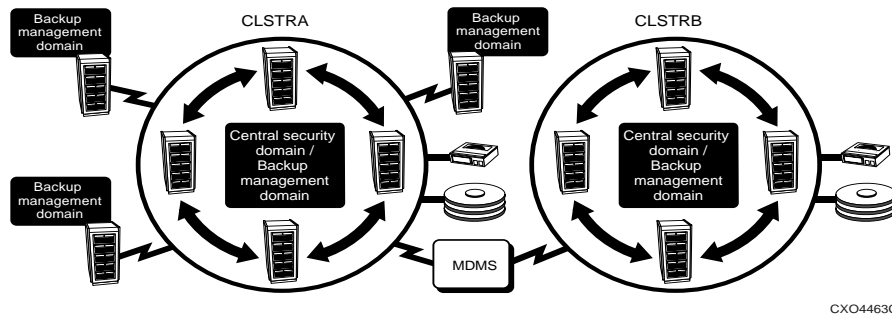 Backup
management
domain
CLSTRA
Backup
management
domain
CLSTRB
Central security
domain /
Backup
management
domain
Central security
domain /
Backup
management
domain
Backup
management
domain
MDMS